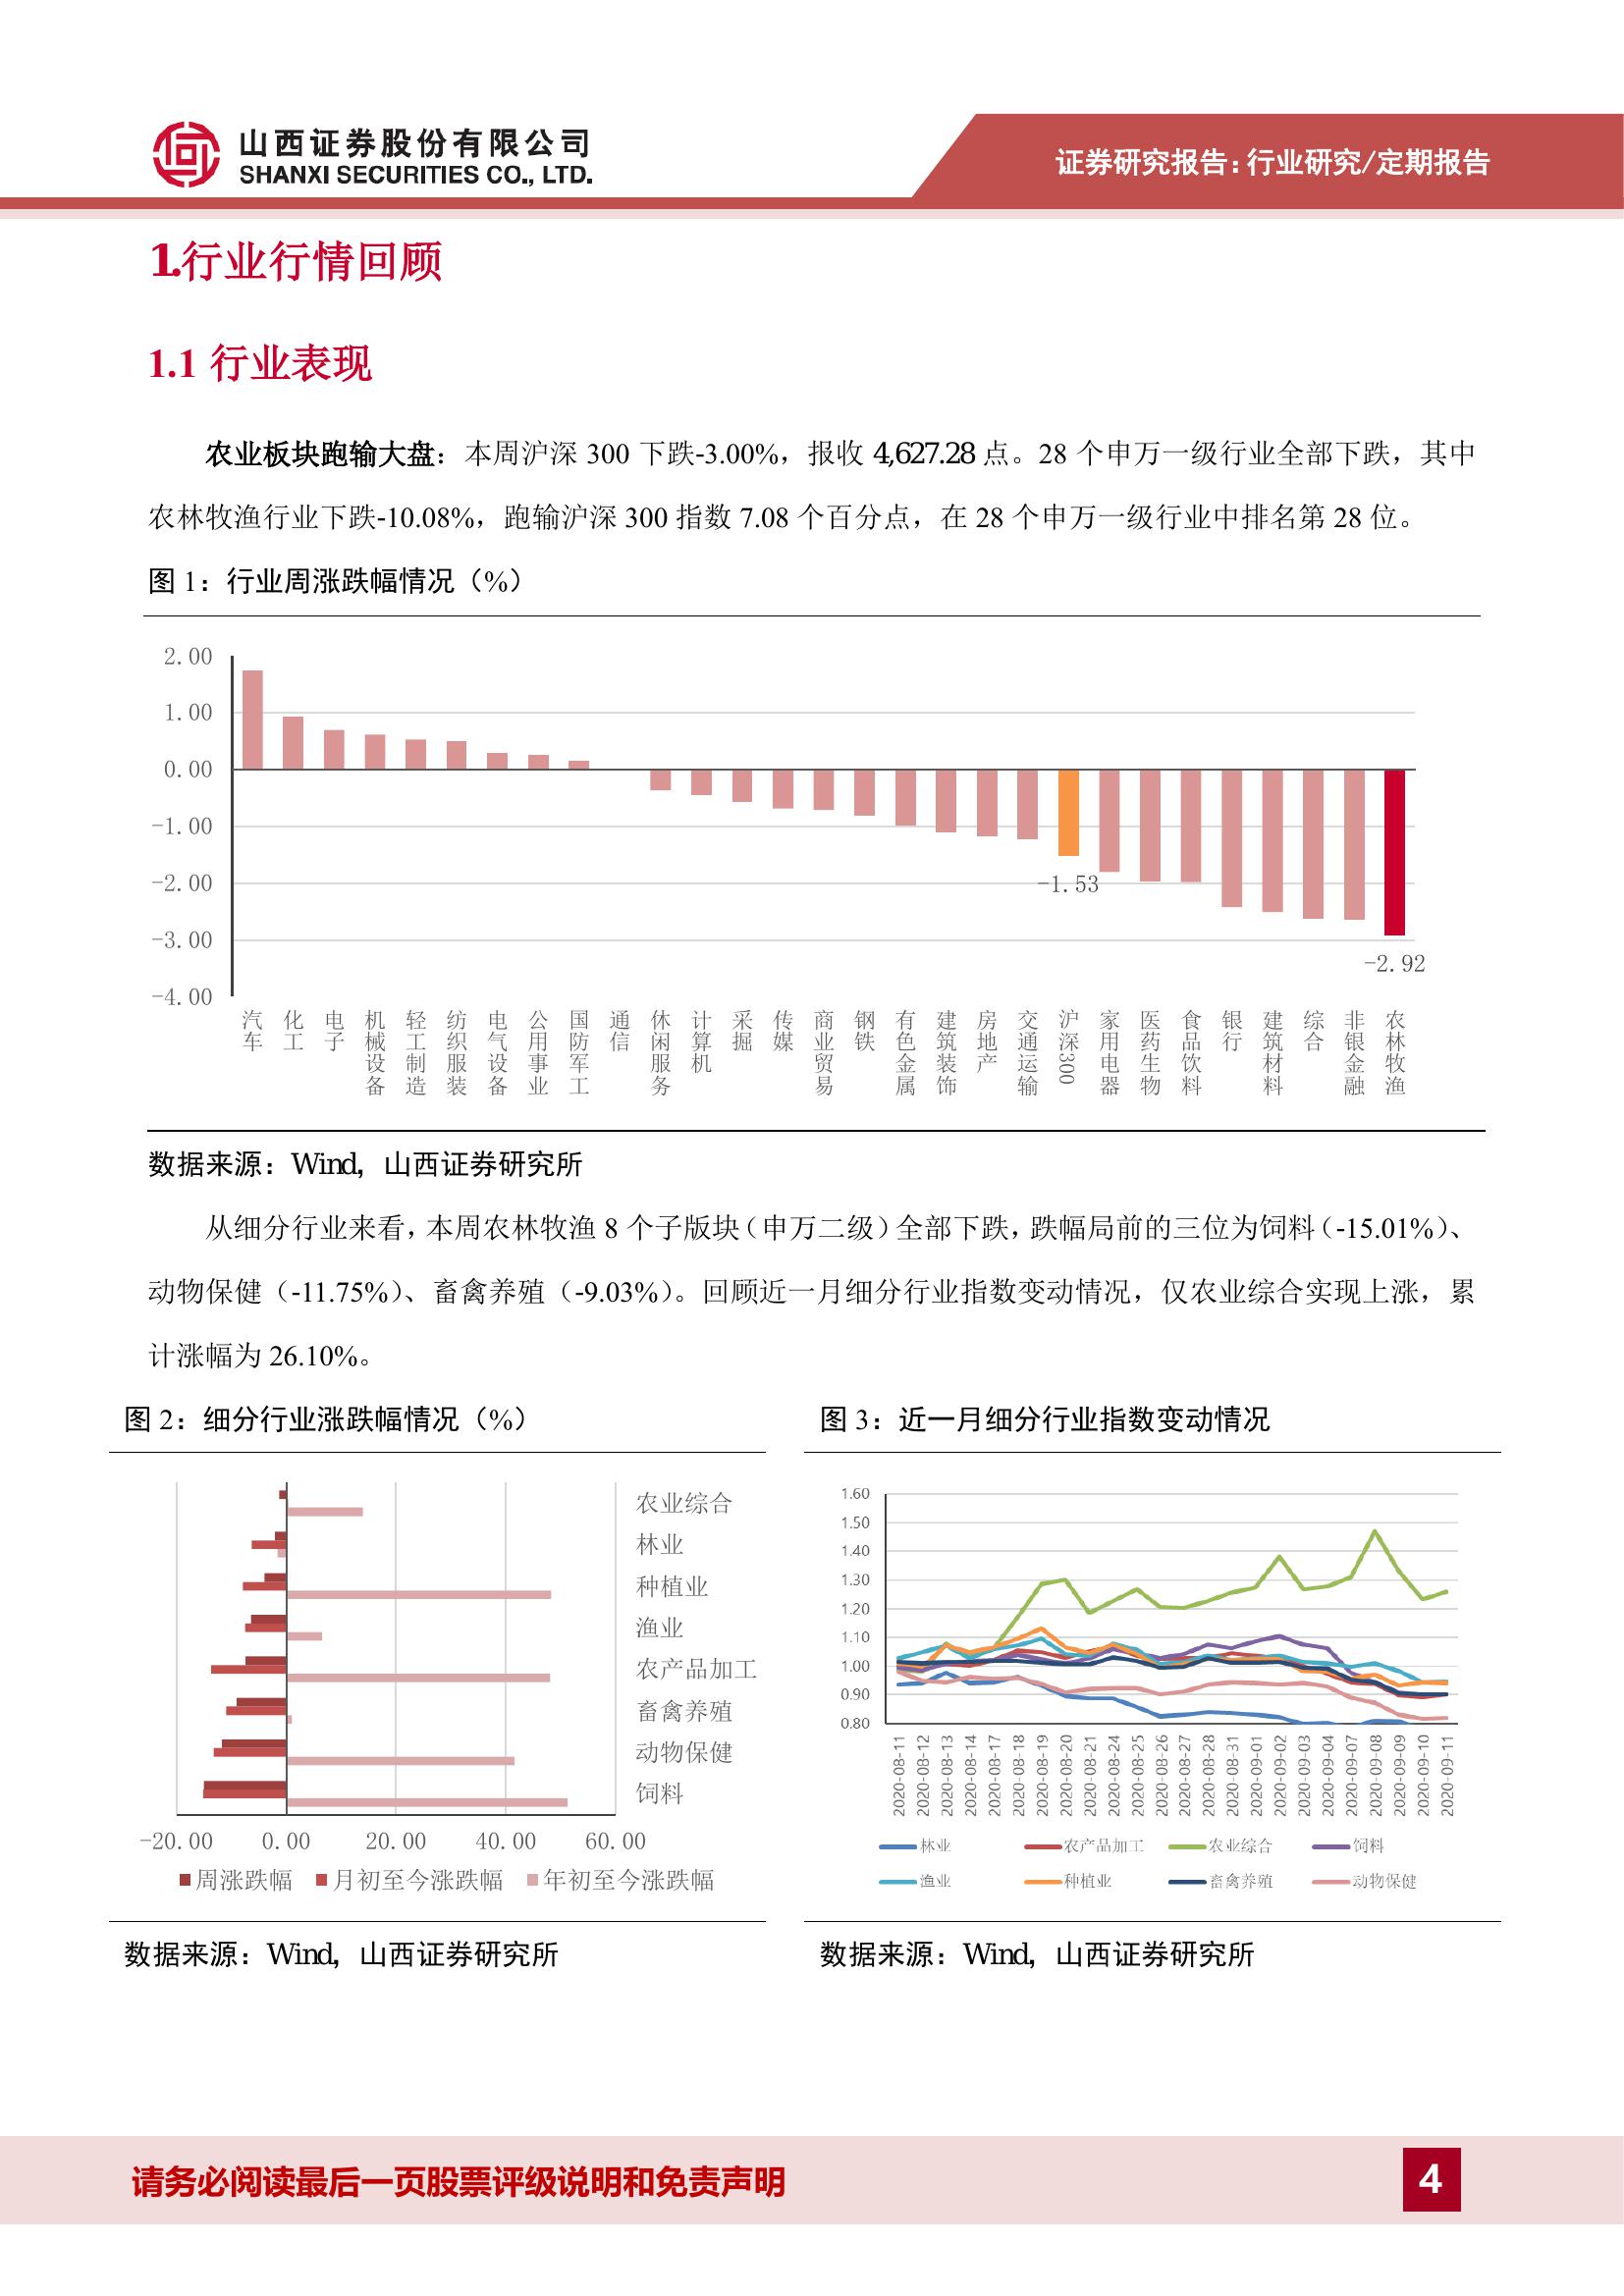 山西证券股份有限公司
SHANXI SECURITIES CO., LTD.
证券研究报告：行业研究/定期报告
1.行业行情回顾
1.1 行业表现
农业板块跑输大盘：本周沪深 300 下跌-3.00%，报收 4,627.28 点。28 个申万一级行业全部下跌，其中
农林牧渔行业下跌-10.08%，跑输沪深 300 指数 7.08 个百分点，在 28 个申万一级行业中排名第 28 位。
图 1：行业周涨跌幅情况（%）
2.00
1.00
0.00
-1.00
-2.00
-3.00
-4.00
-1.53
-2.92
汽车
化工
电子
机械设备
轻工制造
纺织服装
电气设备
公用事业
国防军工
通信
休闲服务
计算机
采掘
传媒
商业贸易
钢铁
有色金属
建筑装饰
房地产
交通运输
沪深300
家用电器
医药生物
食品饮料
银行
建筑材料
综合
非银金融
农林牧渔
数据来源：Wind，山西证券研究所
从细分行业来看，本周农林牧渔 8 个子版块（申万二级）全部下跌，跌幅局前的三位为饲料（-15.01%）、
动物保健（-11.75%）、畜禽养殖（-9.03%）。回顾近一月细分行业指数变动情况，仅农业综合实现上涨，累
计涨幅为 26.10%。
图 2：细分行业涨跌幅情况（%）
农业综合
林业
种植业
渔业
农产品加工
畜禽养殖
动物保健
饲料
-20.00 0.00 20.00 40.00 60.00
周涨跌幅 月初至今涨跌幅 年初至今涨跌幅
数据来源：Wind，山西证券研究所
图 3：近一月细分行业指数变动情况
1.60
1.50
1.40
1.30
1.20
1.10
1.00
0.90
0.80
2020-08-11
2020-08-12
2020-08-13
2020-08-14
2020-08-17
2020-08-18
2020-08-19
2020-08-20
2020-08-21
2020-08-24
2020-08-25
2020-08-26
2020-08-27
2020-08-28
2020-08-31
2020-09-01
2020-09-02
2020-09-03
2020-09-04
2020-09-07
2020-09-08
2020-09-09
2020-09-10
2020-09-11
林业 农产品加工 农业综合 饲料
渔业 种植业 畜禽养殖 动物保健
数据来源：Wind，山西证券研究所
请务必阅读最后一页股票评级说明和免责声明
4